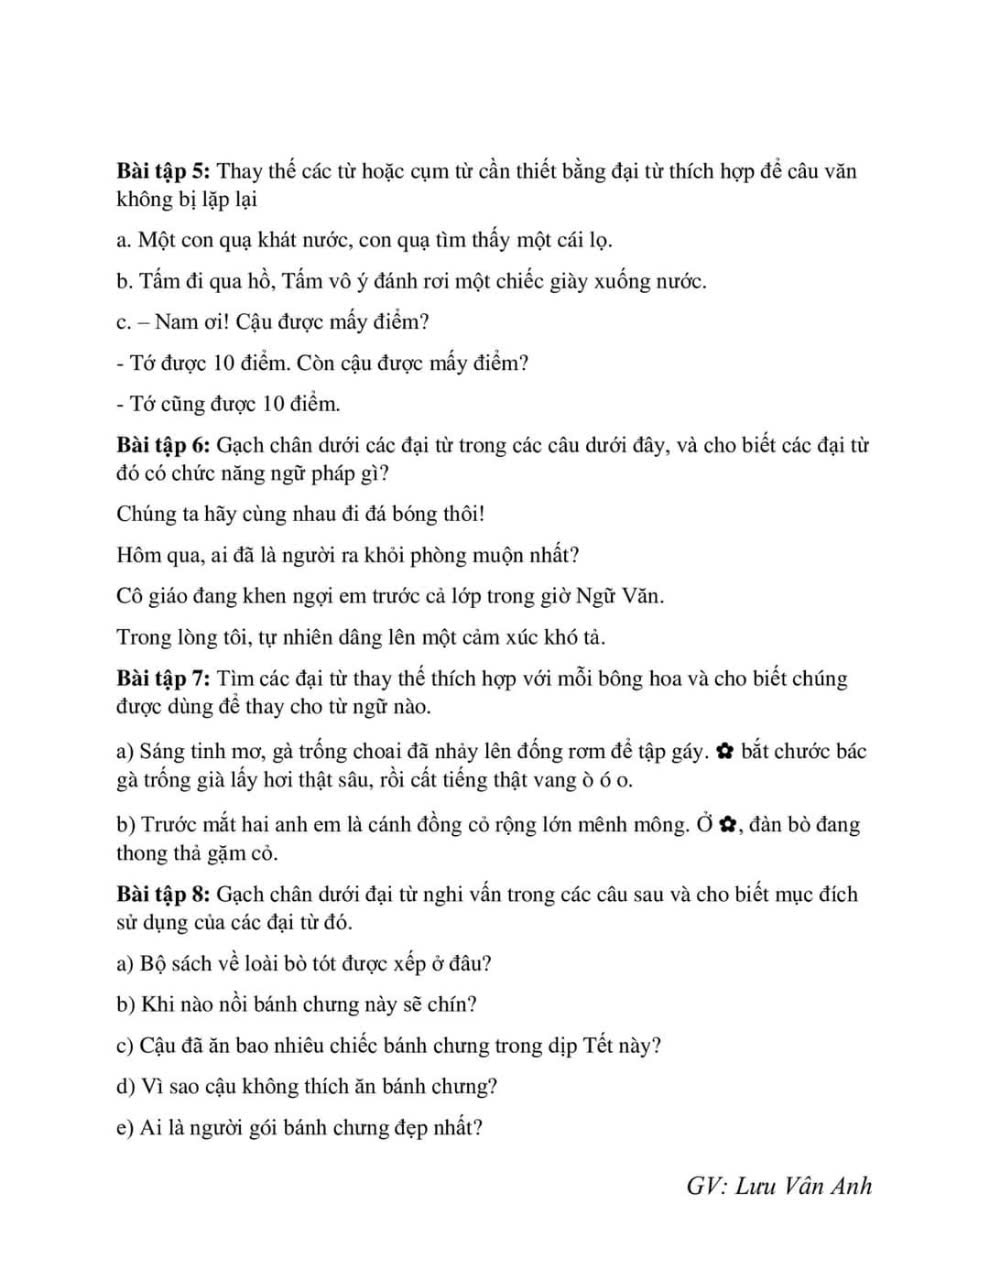 Bài tập 5: Thay thế các từ hoặc cụm từ cần thiết bằng đại từ thích hợp để câu văn
không bị lặp lại
a. Một con quạ khát nước, con quạ tìm thấy một cái lọ.
b. Tấm đi qua hồ, Tấm vô ý đánh rơi một chiếc giày xuống nước.
c. – Nam ơi! Cậu được mấy điểm?
- Tớ được 10 điểm. Còn cậu được mấy điểm?
- Tớ cũng được 10 điểm.
Bài tập 6: Gạch chân dưới các đại từ trong các câu dưới đây, và cho biết các đại từ
đó có chức năng ngữ pháp gì?
Chúng ta hãy cùng nhau đi đá bóng thôi!
Hôm qua, ai đã là người ra khỏi phòng muộn nhất?
Cô giáo đang khen ngợi em trước cả lớp trong giờ Ngữ Văn.
Trong lòng tôi, tự nhiên dâng lên một cảm xúc khó tả.
Bài tập 7: Tìm các đại từ thay thế thích hợp với mỗi bông hoa và cho biết chúng
được dùng để thay cho từ ngữ nào.
a) Sáng tinh mơ, gà trống choai đã nhảy lên đống rơm để tập gáy. ✿ bắt chước bác
gà trống già lấy hơi thật sâu, rồi cất tiếng thật vang ò ó o.
b) Trước mắt hai anh em là cánh đồng cỏ rộng lớn mênh mông. Ở ✿, đàn bò đang
thong thả gặm cỏ.
Bài tập 8: Gạch chân dưới đại từ nghi vấn trong các câu sau và cho biết mục đích
sử dụng của các đại từ đó.
a) Bộ sách về loài bò tót được xếp ở đâu?
b) Khi nào nồi bánh chưng này sẽ chín?
c) Cậu đã ăn bao nhiêu chiếc bánh chưng trong dịp Tết này?
d) Vì sao cậu không thích ăn bánh chưng?
e) Ai là người gói bánh chưng đẹp nhất?
GV: Lưu Vân Anh